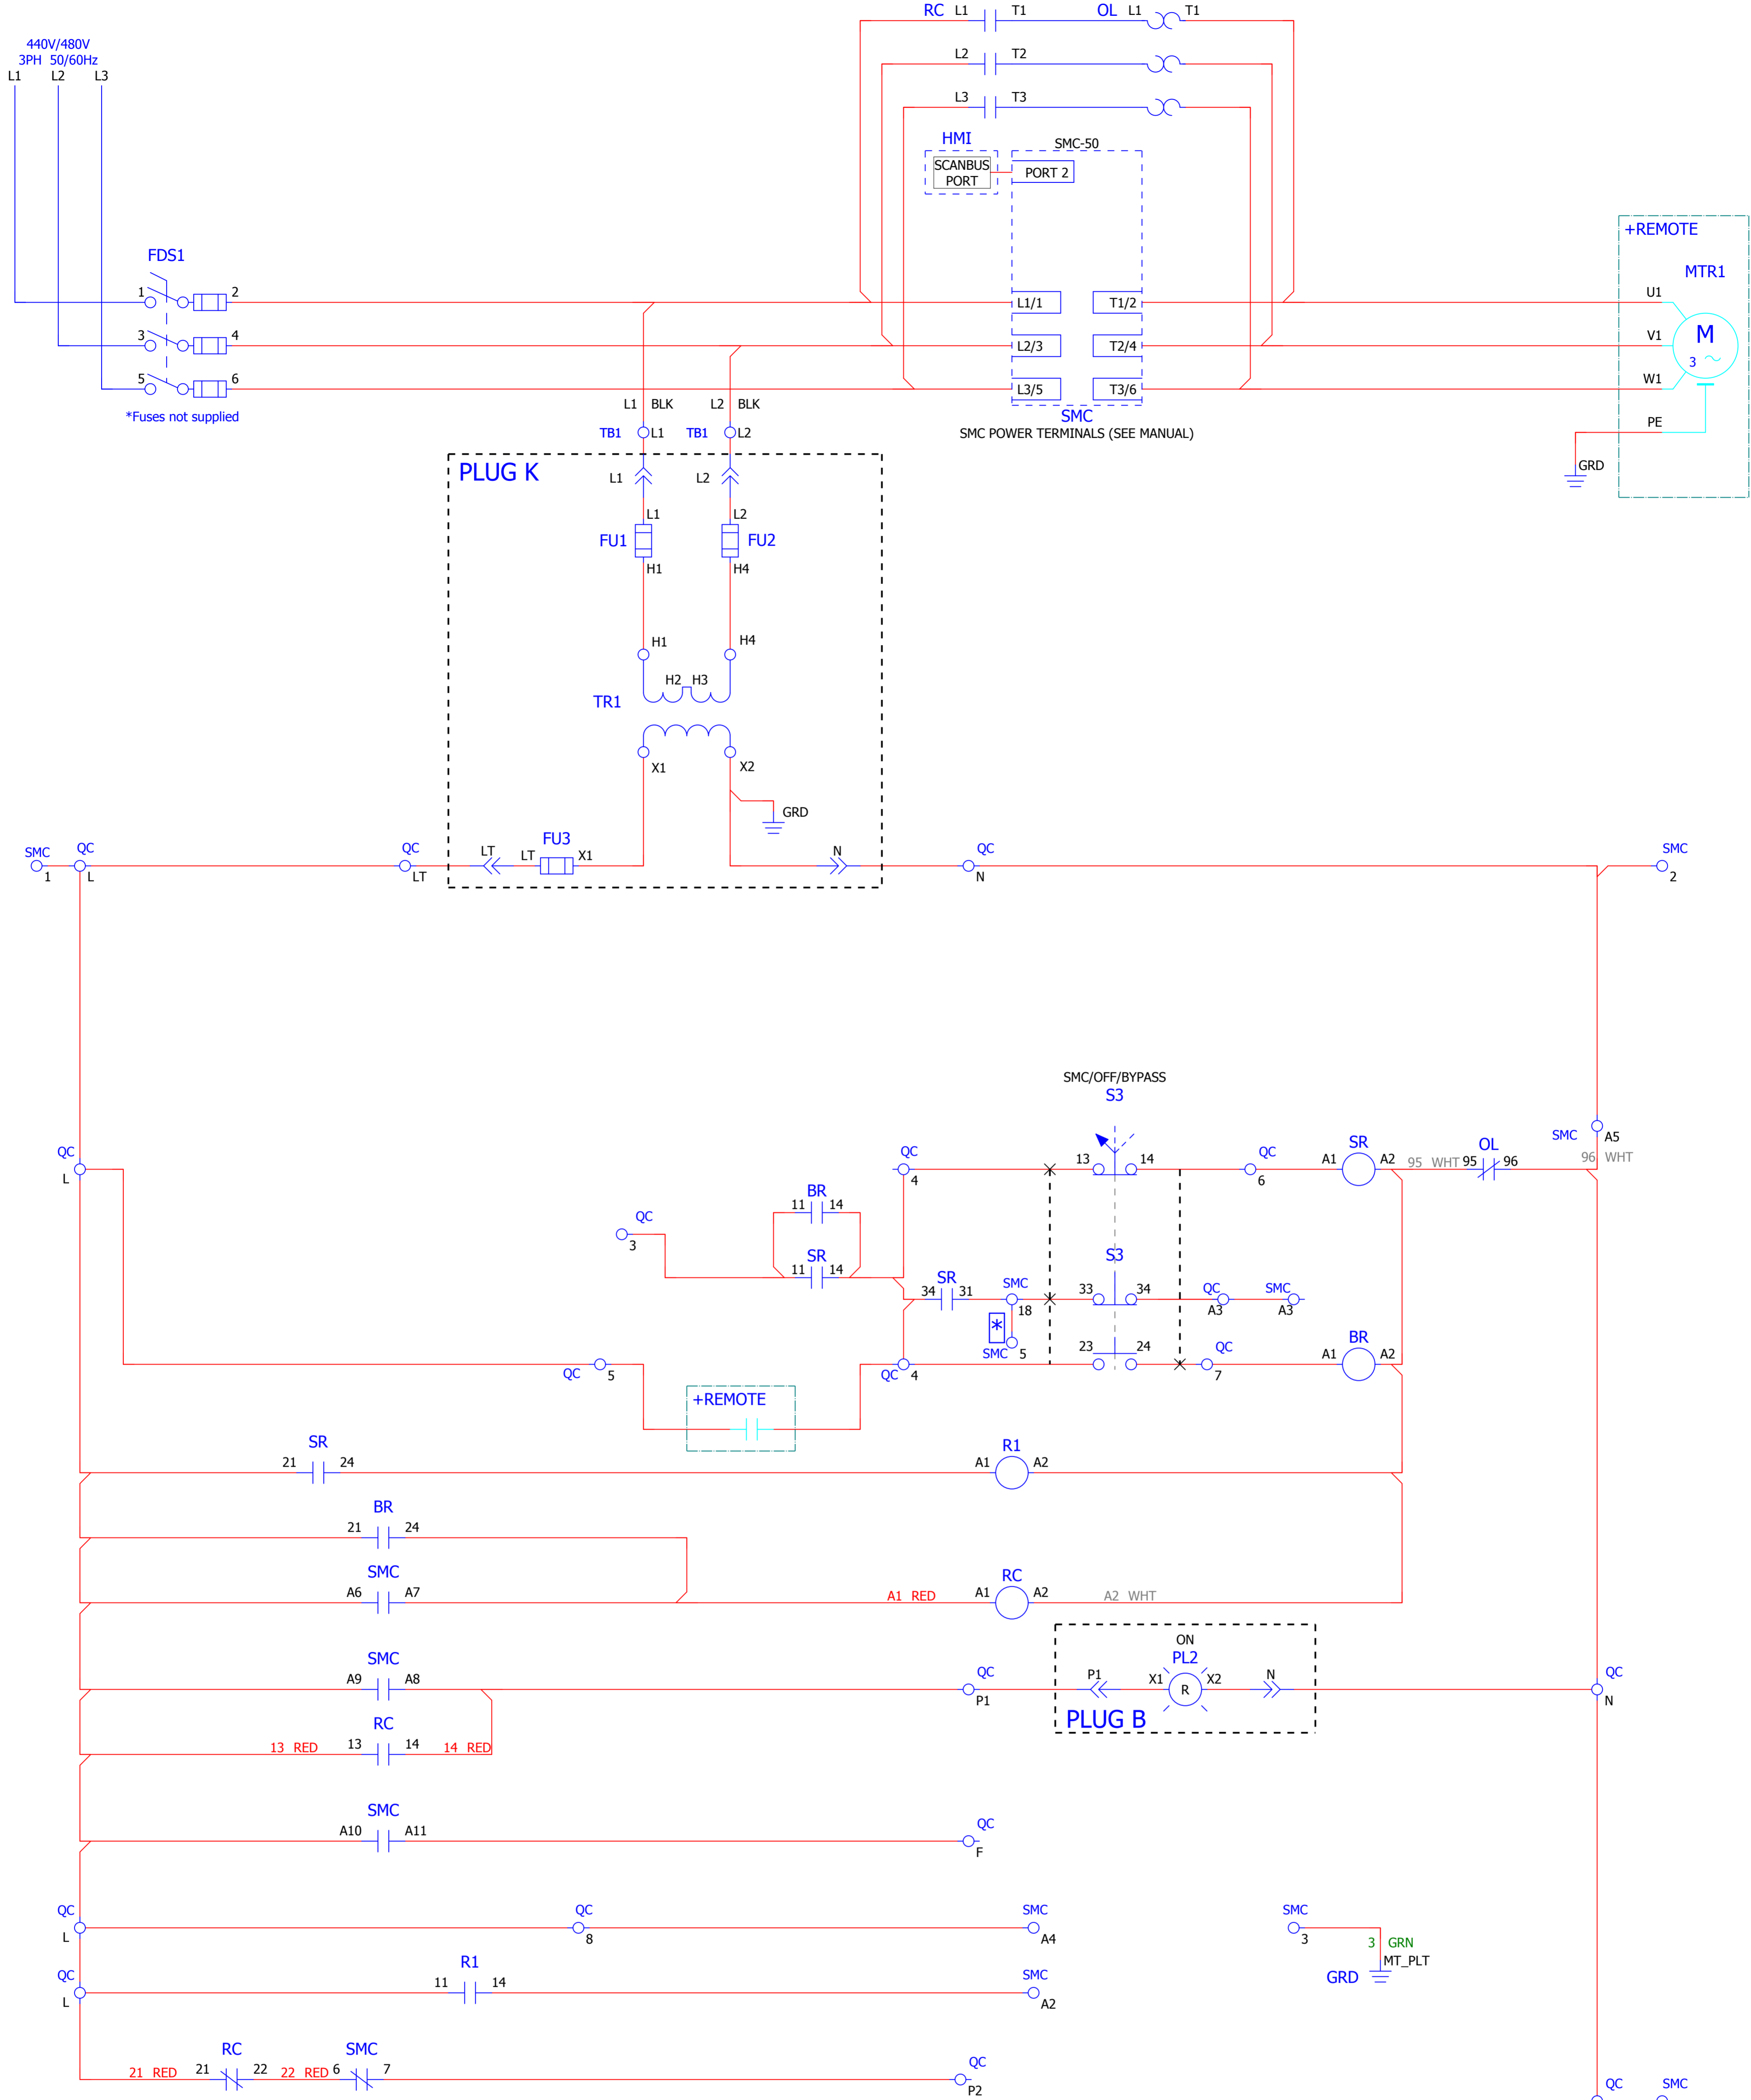 RC L1 T1 OL L1 T1
440V/480V
3PH 50/60Hz
L1 L2 L3
L2 T2
L3 T3
HMI
SMC-50
SCANBUS
PORT
PORT 2
+REMOTE
MTR1
FDS1
1 2
L1/1 T1/2
U1
3 4
L2/3 T2/4
V1
M
3
5 6
L3/5 T3/6
W1
*Fuses not supplied
SMC
SMC POWER TERMINALS (SEE MANUAL)
PE
GRD
L1 BLK L2 BLK
TB1 L1 TB1 L2
PLUG K
L1 L2
L1 L2
FU1 FU2
H1 H4
H1 H4
H2 H3
TR1
X1 X2
GRD
FU3
SMC QC QC LT LT X1 N QC SMC
1 L LT N 2
SMC/OFF/BYPASS
S3
SMC A5
QC QC 13 14 QC SR OL
A1 A2 95 WHT 95 96 96 WHT
L 4 6
BR
11 14
QC
3
SR
11 14
S3
SR
34 31 SMC 33 34 QC SMC
18 A3 A3
*
SMC 5
23 24 QC BR
A1 A2
QC 5 QC 4 7
+REMOTE
SR
21 24
R1
A1 A2
BR
21 24
SMC
A6 A7
RC
A1 RED A1 A2 A2 WHT
ON
PL2
SMC
A9 A8
QC
P1
P1 X1 R X2 N
QC
N
PLUG B
RC
13 RED 13 14 14 RED
SMC
A10 A11
QC
F
QC QC SMC SMC
L 8 A4 3
3 GRN
MT_PLT
GRD
QC R1 SMC
11 14
L A2
RC SMC
21 RED 21 22 22 RED 6 7
QC
P2
QC SMC